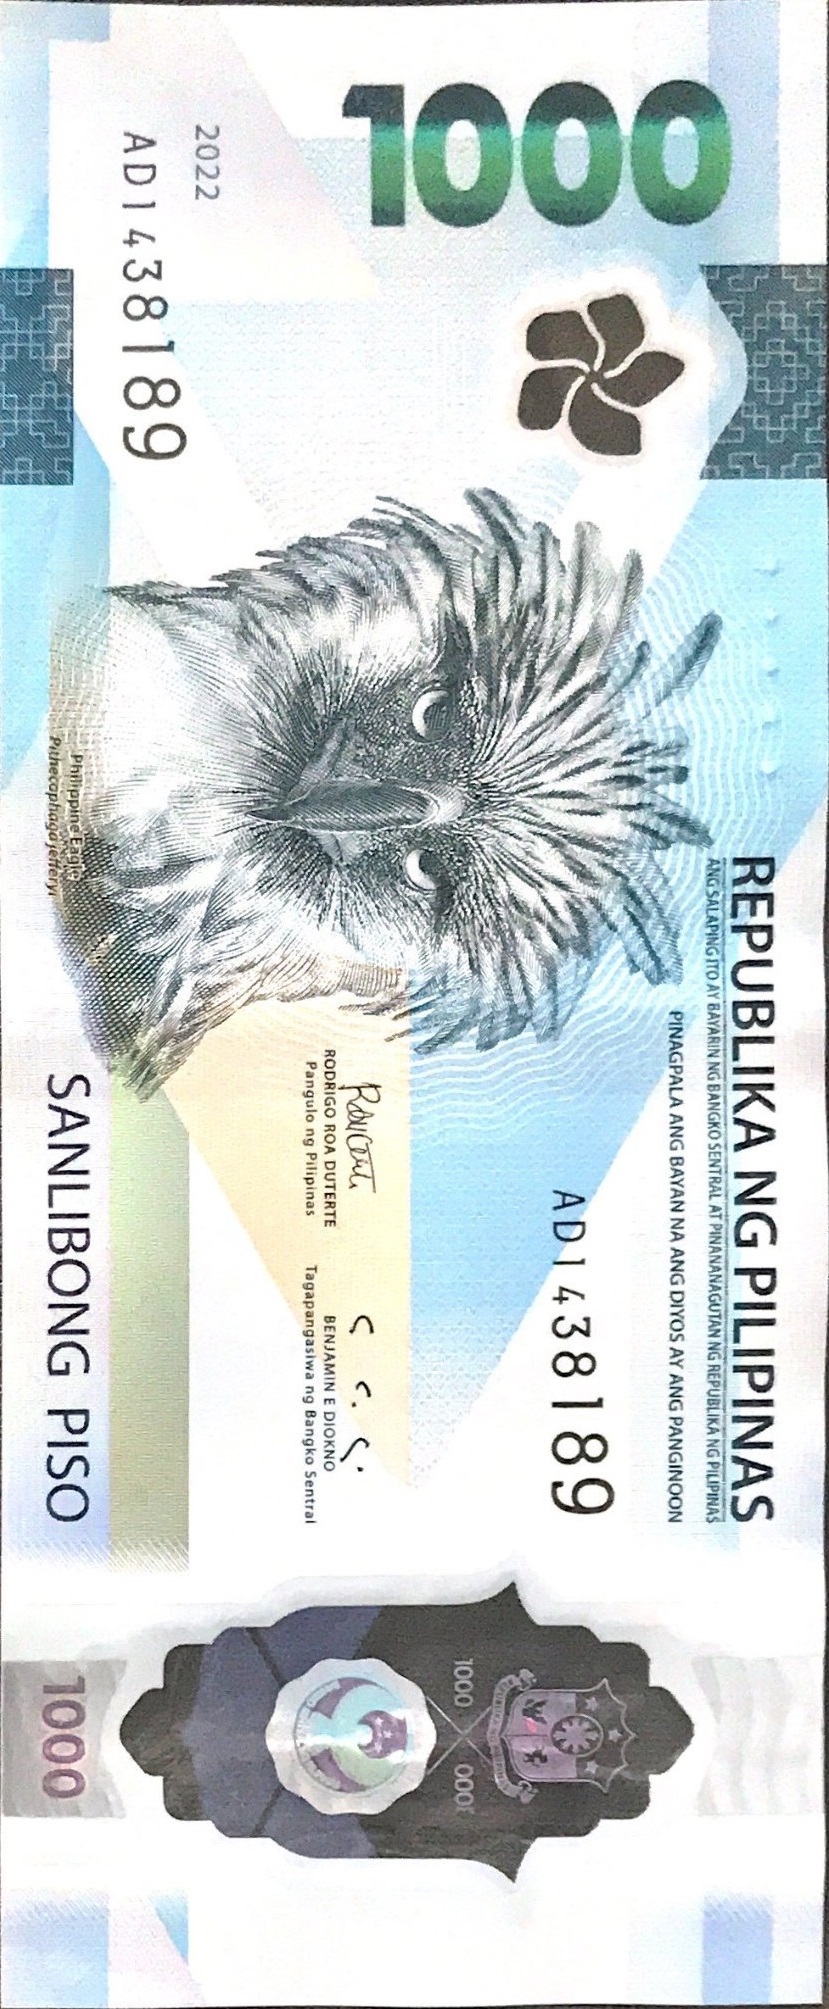 1000
2022
AD1438189
REPUBLIKA NG PILIPINAS
ANG SALAPING ITO AY BAYARIN NG BANGKO SENTRAL AT PINANANAGUTAN NG REPUBLIKA NG PILIPINAS
PINAGPALA ANG BAYAN NA ANG DIYOS AY ANG PANGINOON
AD1438189
RODRIGO ROA DUTERTE
Pangulo ng Pilipinas
BENJAMIN E DIOKNO
Tagapangasiwa ng Bangko Sentral
Philippine Eagle
Pithecophaga jefferyi
SANLIBONG PISO
1000
1000
1000